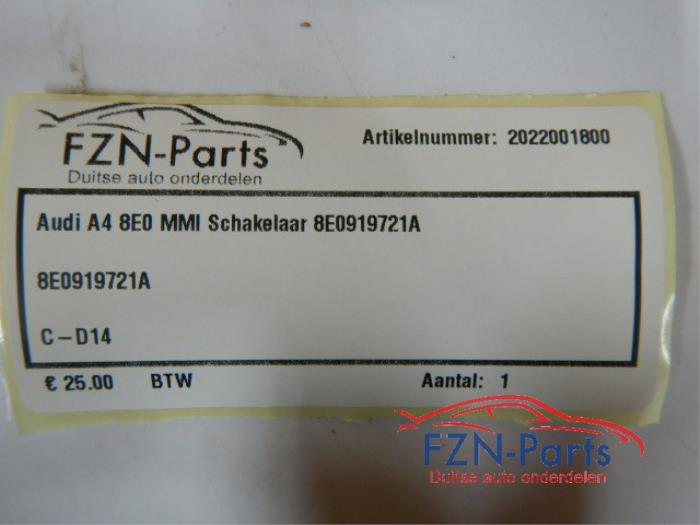 FZN-Parts
Duitse auto onderdelen
Artikelnummer: 2022001800
Audi A4 8E0 MMI Schakelaar 8E0919721A
8E0919721A
C-D14
€ 25.00 BTW Aantal: 1
FZN-Parts
Duitse auto onderdelen